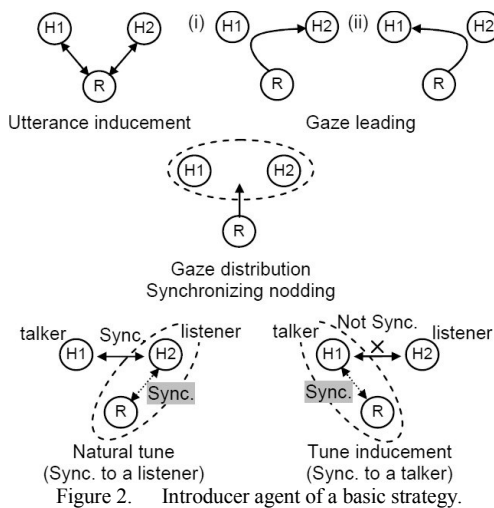 H1 H2 (i) H1 H2 (ii) H1 H2
R R R
Utterance inducement Gaze leading
H1 H2
R
Gaze distribution
Synchronizing nodding
talker Sync. listener talker Not Sync. listener
H1 H2 H1 H2
Sync. Sync.
R R
Natural tune Tune inducement
(Sync. to a listener) (Sync. to a talker)
Figure 2. Introducer agent of a basic strategy.